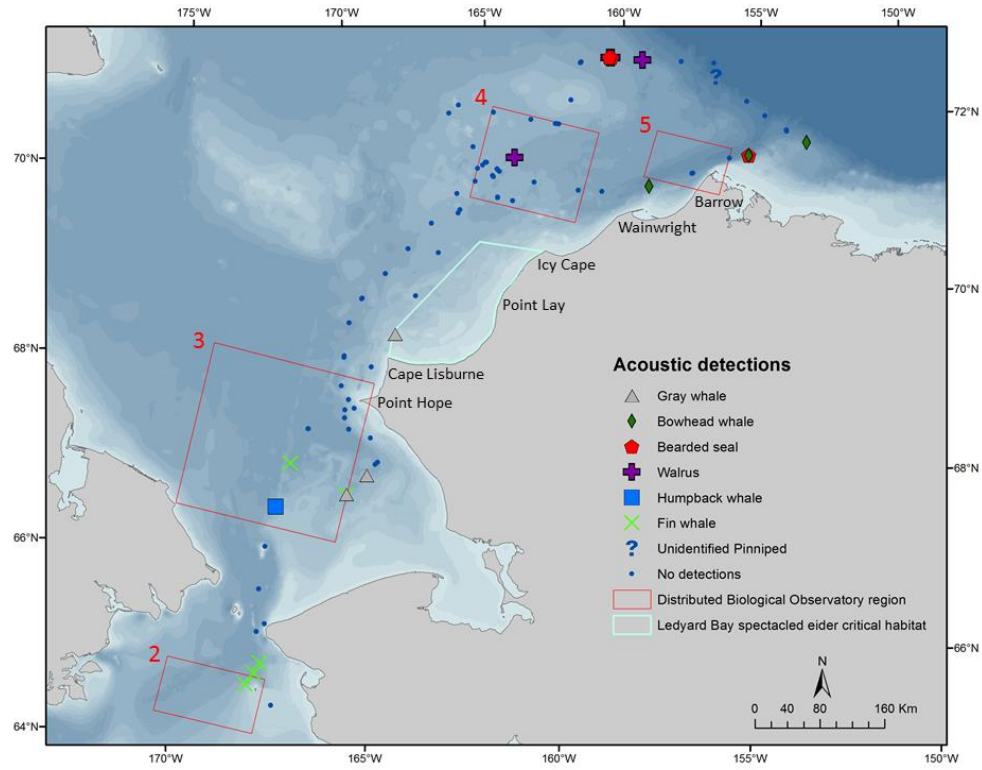 175°W 170°W 165°W 160°W 155°W 150°W
72°N
70°N
4
5
Barrow
Wainwright
Icy Cape
70°N
Point Lay
3
68°N
Cape Lisburne
Point Hope
Acoustic detections
Gray whale
Bowhead whale
Bearded seal
Walrus
68°N
Humpback whale
Fin whale
66°N
? Unidentified Pinniped
No detections
Distributed Biological Observatory region
Ledyard Bay spectacled eider critical habitat
66°N
2
N
64°N
0 40 80 160 Km
170°W 165°W 160°W 155°W 150°W
?